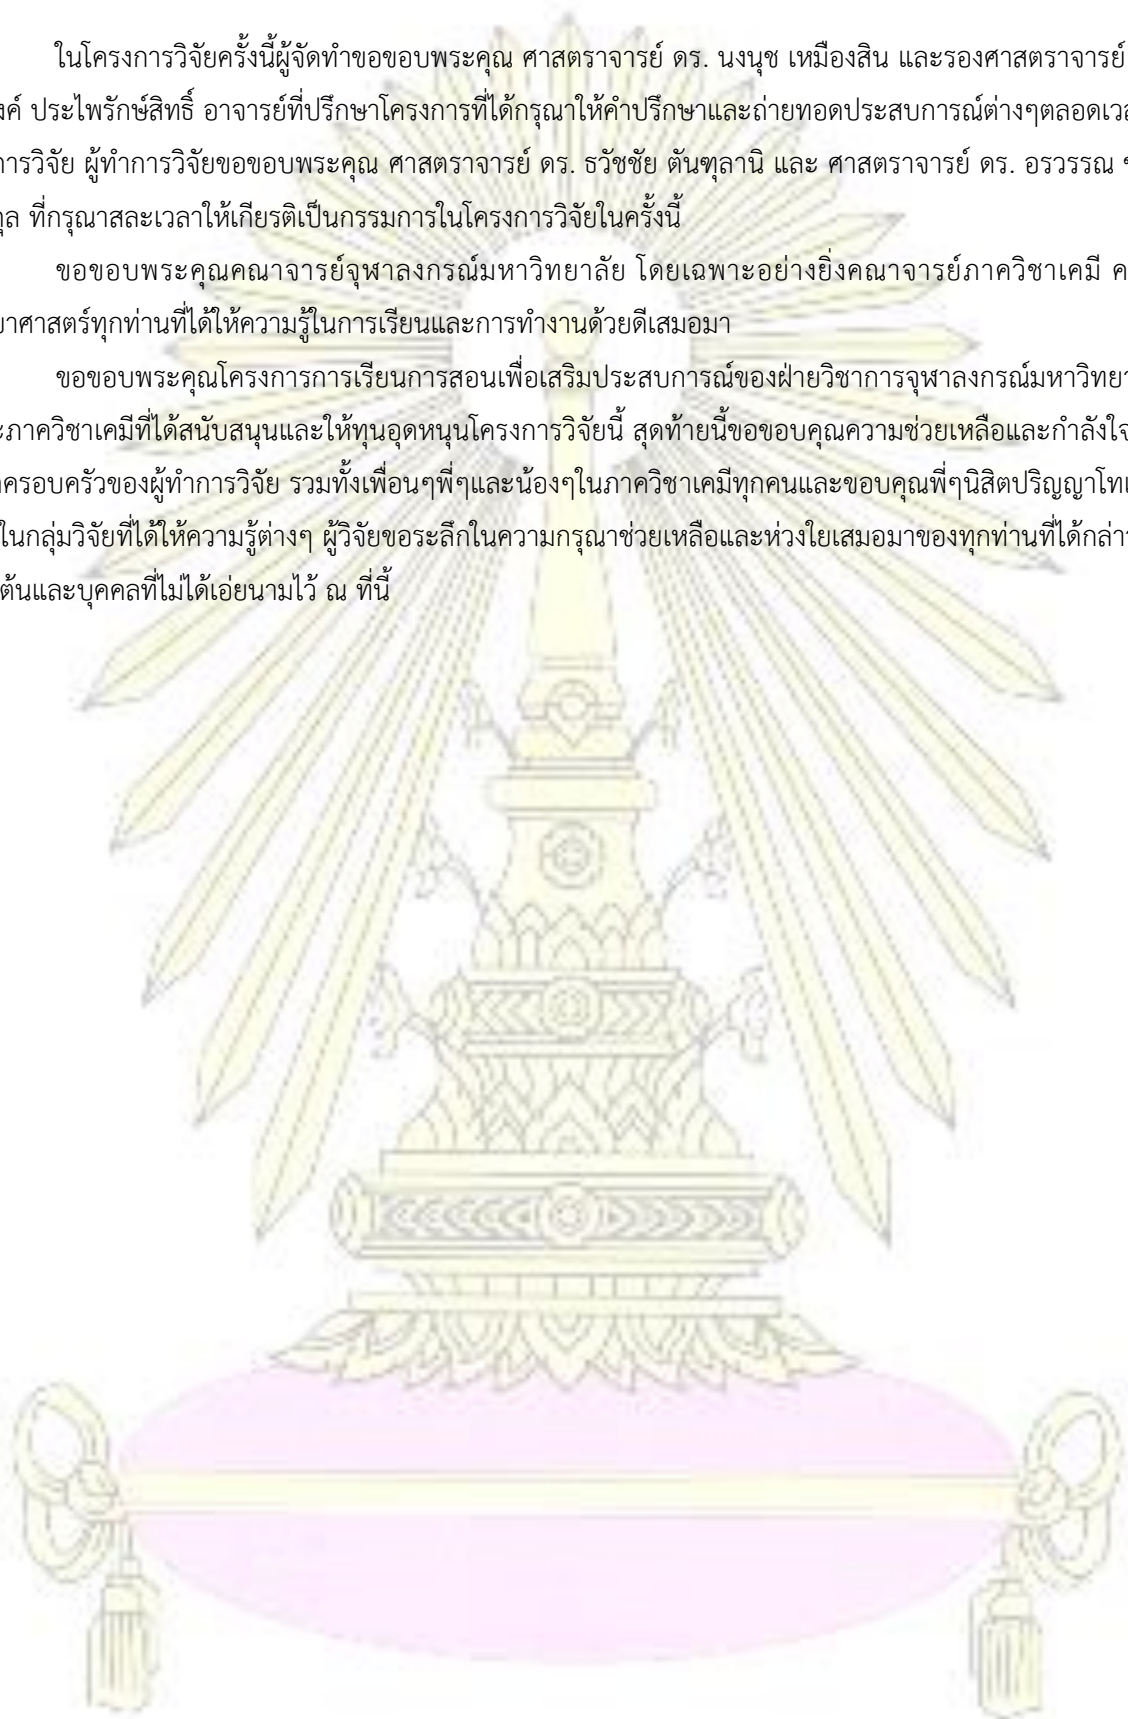 ในโครงการวิจัยครั้งนี้ผู้จัดทำขอขอบพระคุณ ศาสตราจารย์ ดร. นงนุช เหมืองสิน และรองศาสตราจารย์
ประไพรักษ์สิทธิ์ อาจารย์ที่ปรึกษาโครงการที่ได้กรุณาให้คำปรึกษาและถ่ายทอดประสบการณ์ต่างๆตลอดเวล
การวิจัย ผู้ทำการวิจัยขอขอบพระคุณ ศาสตราจารย์ ดร. ธวัชชัย ตันฑุลานิ และ ศาสตราจารย์ ดร. อรวรรณ
กุล ที่กรุณาสละเวลาให้เกียรติเป็นกรรมการในโครงการวิจัยในครั้งนี้
ขอขอบพระคุณคณาจารย์จุฬาลงกรณ์มหาวิทยาลัย โดยเฉพาะอย่างยิ่งคณาจารย์ภาควิชาเคมี ค
ยาศาสตร์ทุกท่านที่ได้ให้ความรู้ในการเรียนและการทำงานด้วยดีเสมอมา
ขอขอบพระคุณโครงการการเรียนการสอนเพื่อเสริมประสบการณ์ของฝ่ายวิชาการจุฬาลงกรณ์มหาวิทยา
ะภาควิชาเคมีที่ได้สนับสนุนและให้ทุนอุดหนุนโครงการวิจัยนี้ สุดท้ายนี้ขอขอบคุณความช่วยเหลือและกำลังใจ
ครอบครัวของผู้ทำการวิจัย รวมทั้งเพื่อนๆพี่ๆและน้องๆในภาควิชาเคมีทุกคนและขอบคุณพี่ๆนิสิตปริญญาโท
ในกลุ่มวิจัยที่ได้ให้ความรู้ต่างๆ ผู้วิจัยขอระลึกในความกรุณาช่วยเหลือและห่วงใยเสมอมาของทุกท่านที่ได้กล่า
ต้นและบุคคลที่ไม่ได้เอ่ยนามไว้ ณ ที่นี้